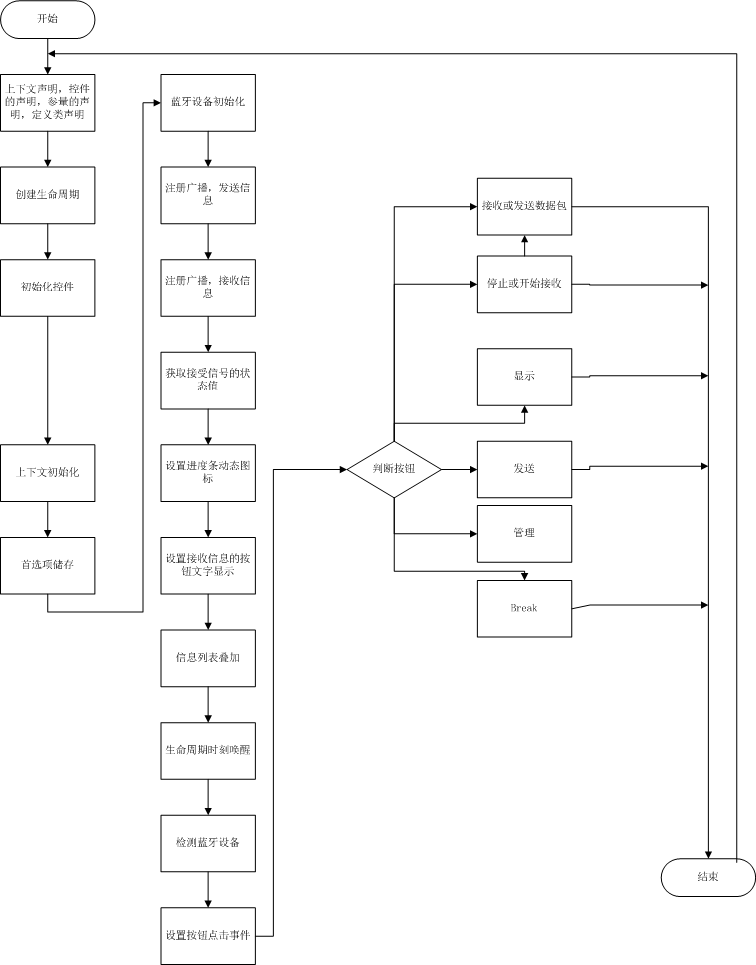 开始
上下文声明，控件
的声明，参量的声
明，定义类声明
创建生命周期
初始化控件
上下文初始化
首选项储存
蓝牙设备初始化
注册广播，发送信
息
注册广播，接收信
息
获取接受信号的状
态值
设置进度条动态图
标
设置接收信息的按
钮文字显示
信息列表叠加
生命周期时刻唤醒
检测蓝牙设备
设置按钮点击事件
判断按钮
接收或发送数据包
停止或开始接收
显示
发送
管理
Break
结束